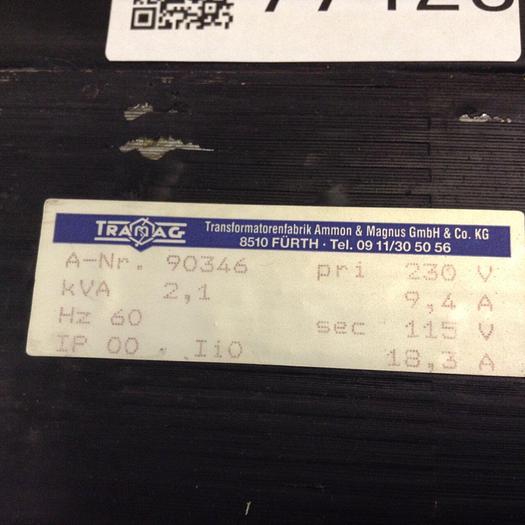 TRAMAG
Transformatorenfabrik Ammon & Magnus GmbH & Co. KG
8510 FÜRTH · Tel. 09 11/30 50 56
A-Nr. 90346 pri 230 V
kVA 2,1 9,4 A
Hz 60 sec 115 V
IP 00 . Ii0 18,3 A